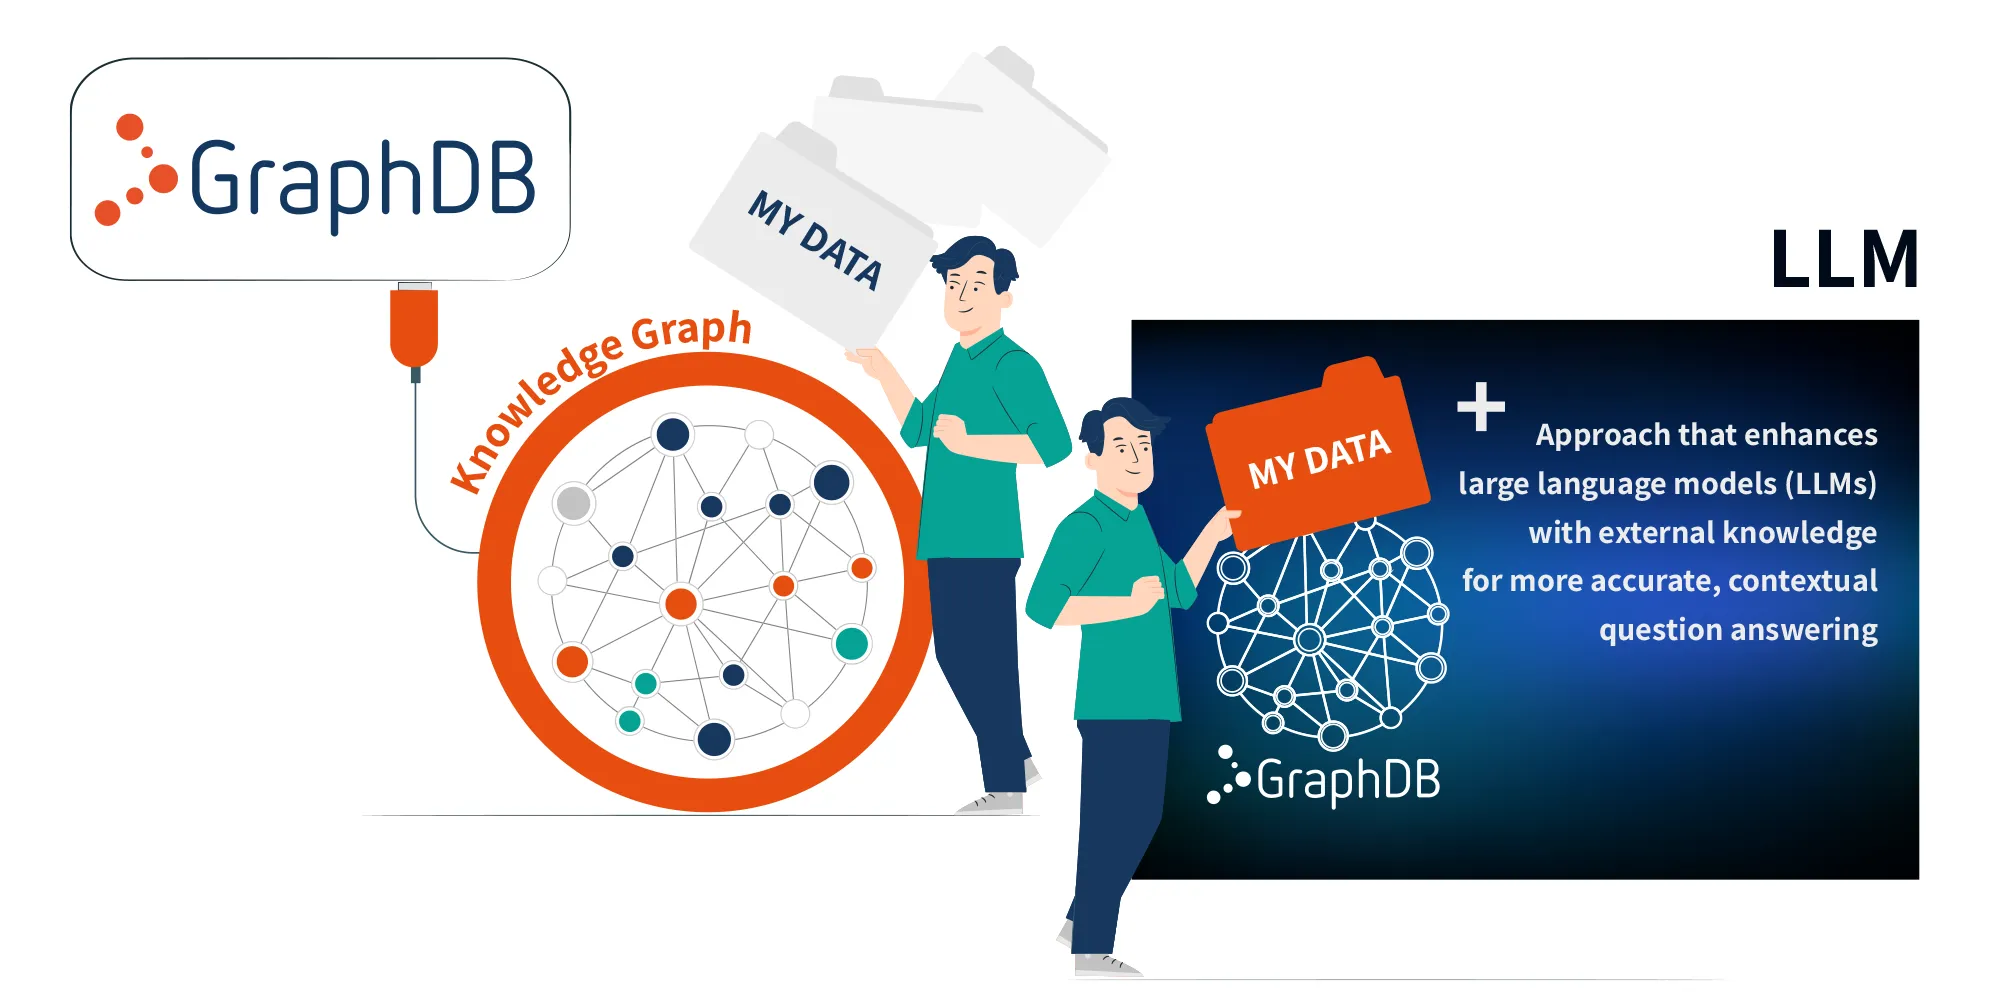 GraphDB
MY DATA
Knowledge Graph
LLM
MY DATA
+
Approach that enhances
large language models (LLMs)
with external knowledge
for more accurate, contextual
question answering
GraphDB